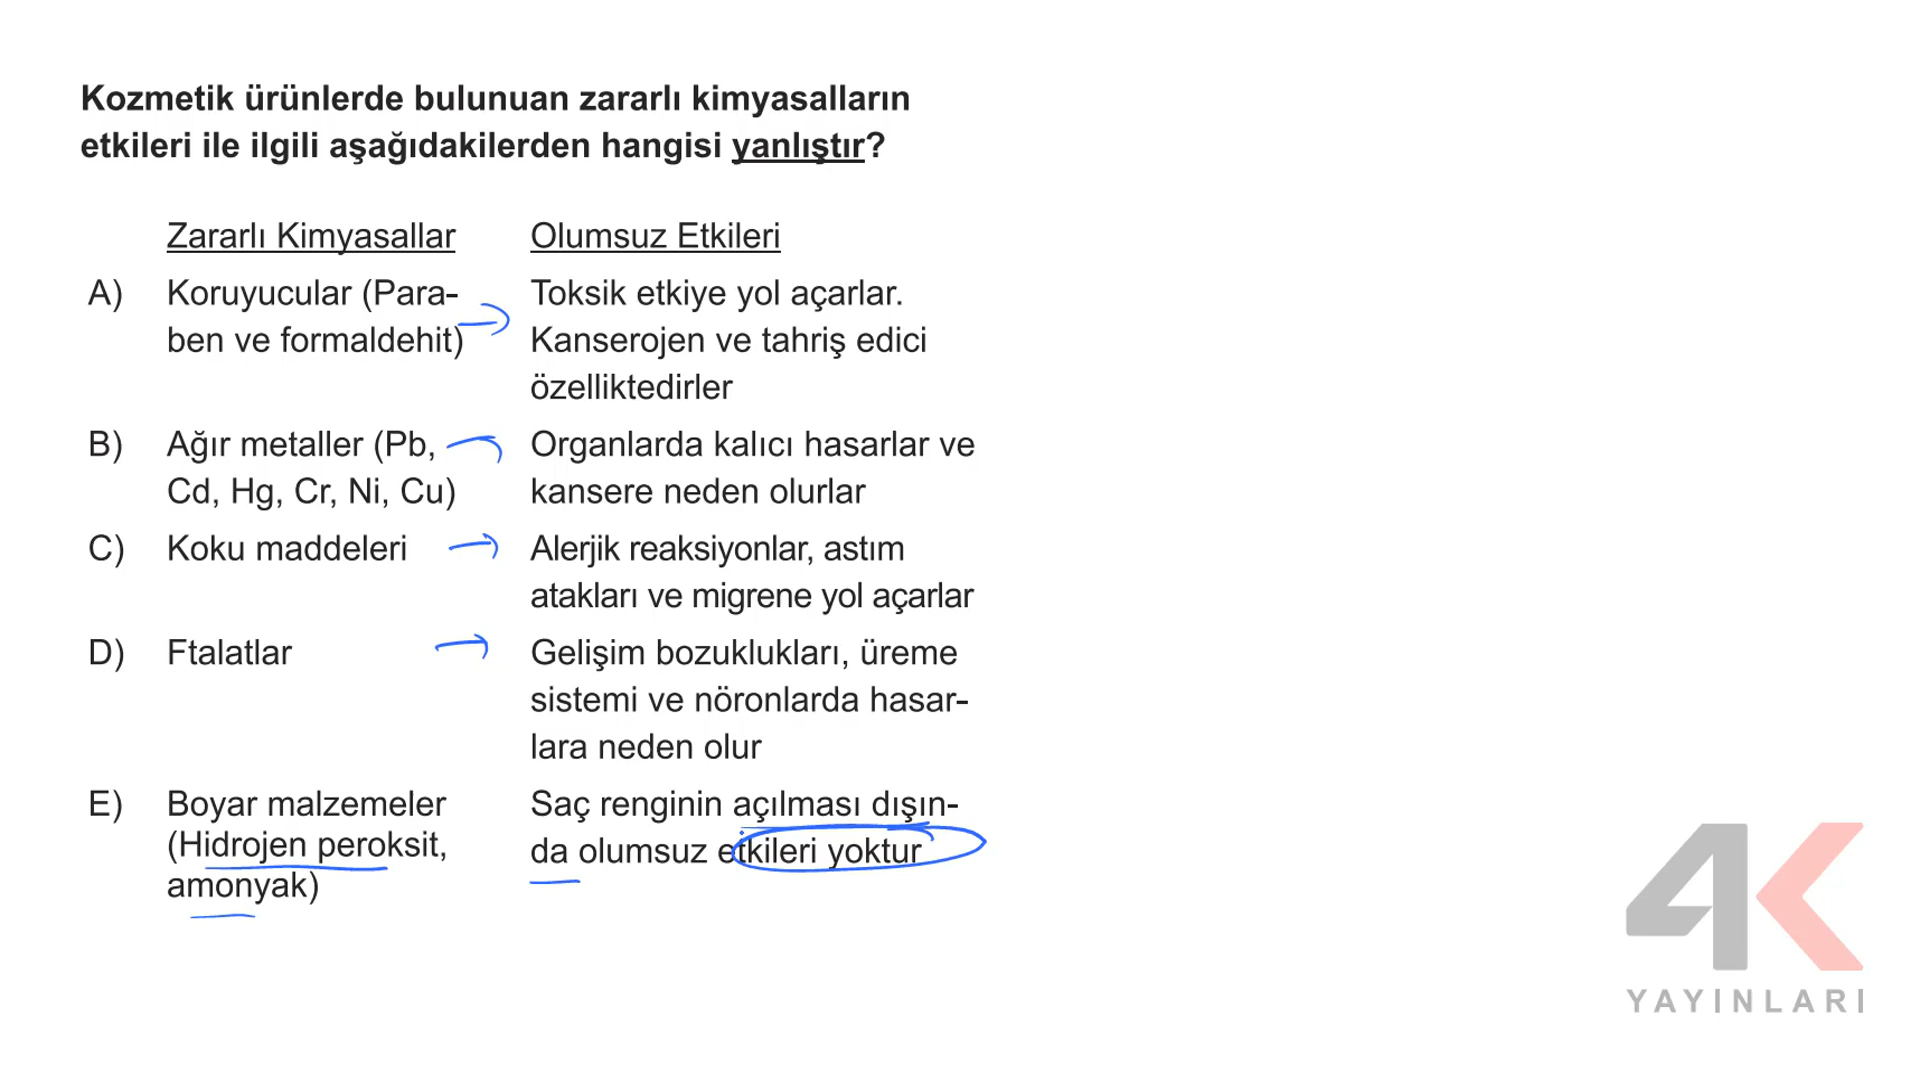 Kozmetik ürünlerde bulunuan zararlı kimyasalların
etkileri ile ilgili aşağıdakilerden hangisi yanlıştır?
Zararlı Kimyasallar Olumsuz Etkileri
A) Koruyucular (Para- Toksik etkiye yol açarlar.
ben ve formaldehit) Kanserojen ve tahriş edici
özelliktedirler
B) Ağır metaller (Pb, Organlarda kalıcı hasarlar ve
Cd, Hg, Cr, Ni, Cu) kansere neden olurlar
C) Koku maddeleri Alerjik reaksiyonlar, astım
atakları ve migrene yol açarlar
D) Ftalatlar Gelişim bozuklukları, üreme
sistemi ve nöronlarda hasar-
lara neden olur
E) Boyar malzemeler Saç renginin açılması dışın-
(Hidrojen peroksit, da olumsuz etkileri yoktur
amonyak)
4K
YAYINLARI